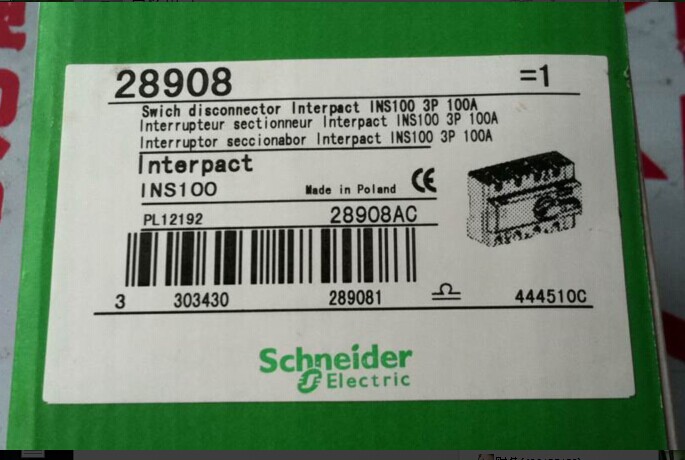 28908 =1
Swich disconnector Interpact INS100 3P 100A
Interrupteur sectionneur Interpact INS100 3P 100A
Interruptor seccionabor Interpact INS100 3P 100A
Interpact
INS100 Made in Poland CE
PL12192 28908AC
3 303430 289081 444510C
Schneider
Electric